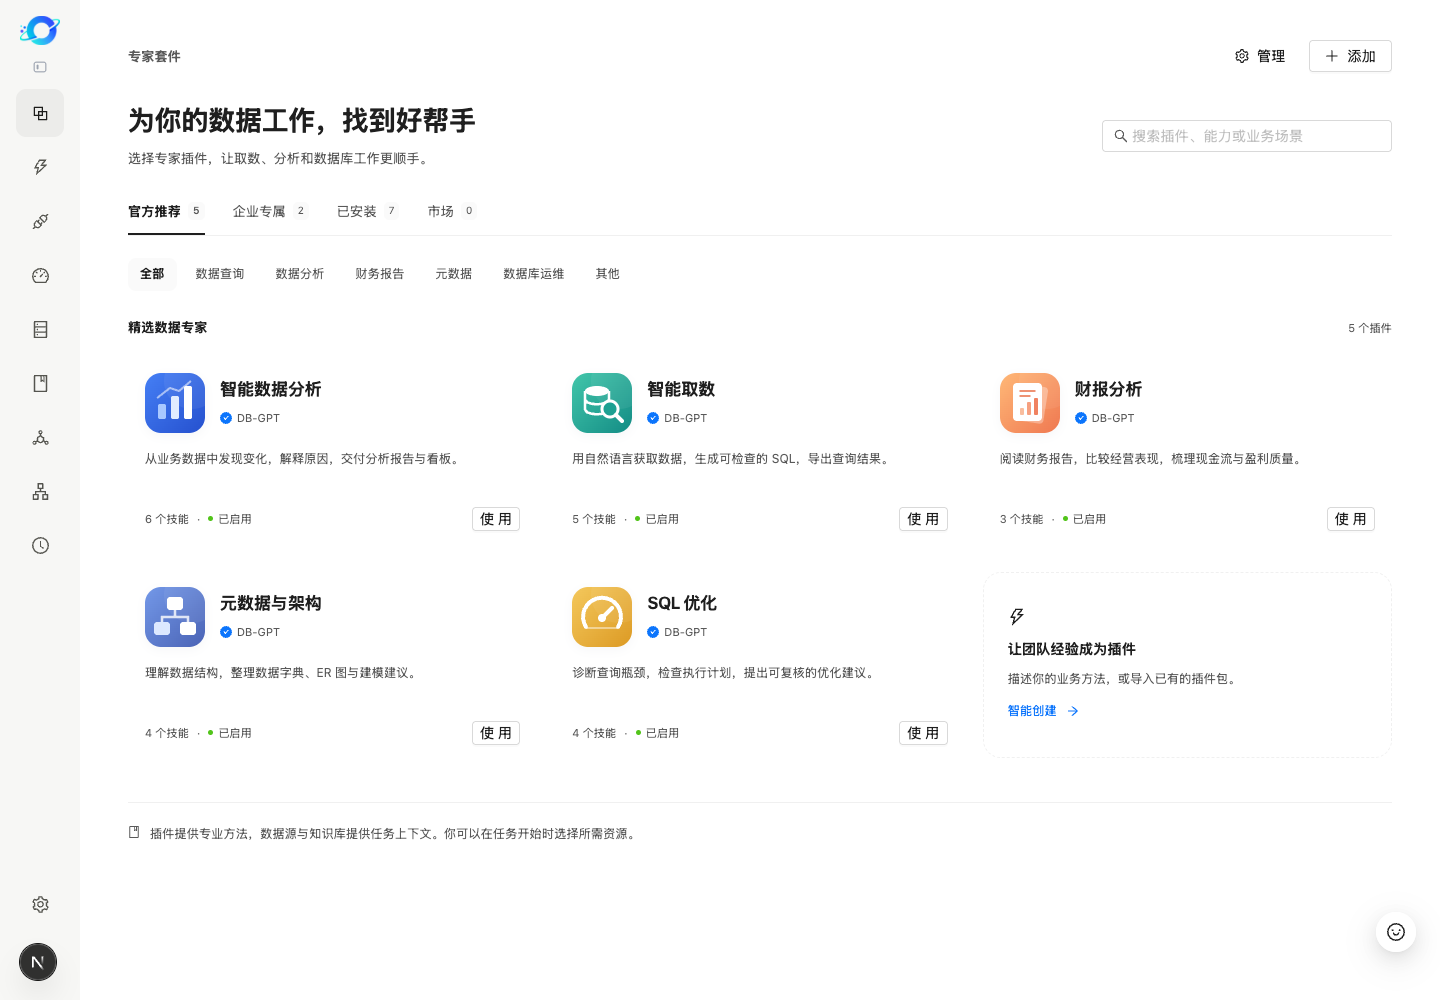 专家套件
管理
添加
为你的数据工作，找到好帮手
选择专家插件，让取数、分析和数据库工作更顺手。
搜索插件、能力或业务场景
官方推荐 5 企业专属 2 已安装 7 市场 0
全部 数据查询 数据分析 财务报告 元数据 数据库运维 其他
精选数据专家
5 个插件
智能数据分析
DB-GPT
从业务数据中发现变化，解释原因，交付分析报告与看板。
6 个技能 · 已启用
使用
智能取数
DB-GPT
用自然语言获取数据，生成可检查的 SQL，导出查询结果。
5 个技能 · 已启用
使用
财报分析
DB-GPT
阅读财务报告，比较经营表现，梳理现金流与盈利质量。
3 个技能 · 已启用
使用
元数据与架构
DB-GPT
理解数据结构，整理数据字典、ER 图与建模建议。
4 个技能 · 已启用
使用
SQL 优化
DB-GPT
诊断查询瓶颈，检查执行计划，提出可复核的优化建议。
4 个技能 · 已启用
使用
让团队经验成为插件
描述你的业务方法，或导入已有的插件包。
智能创建
插件提供专业方法，数据源与知识库提供任务上下文。你可以在任务开始时选择所需资源。
N